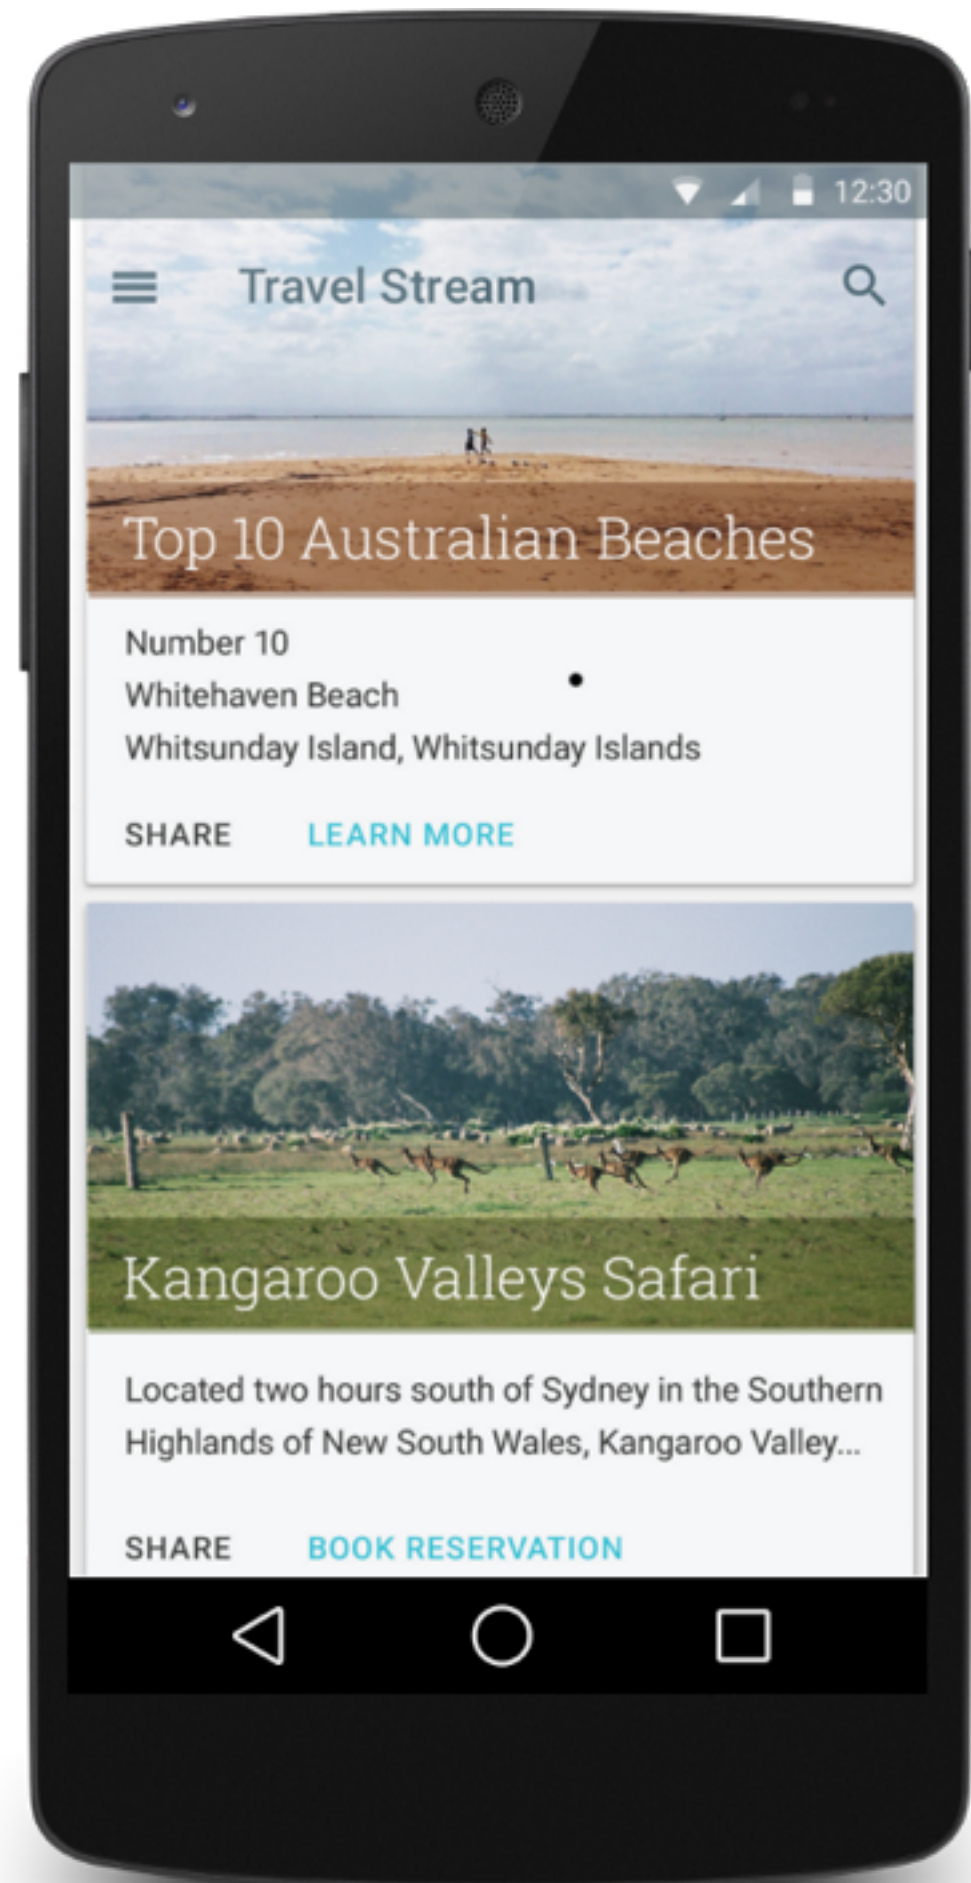 12:30
Travel Stream
Top 10 Australian Beaches
Number 10
Whitehaven Beach
Whitsunday Island, Whitsunday Islands
SHARE LEARN MORE
Kangaroo Valleys Safari
Located two hours south of Sydney in the Southern
Highlands of New South Wales, Kangaroo Valley...
SHARE BOOK RESERVATION